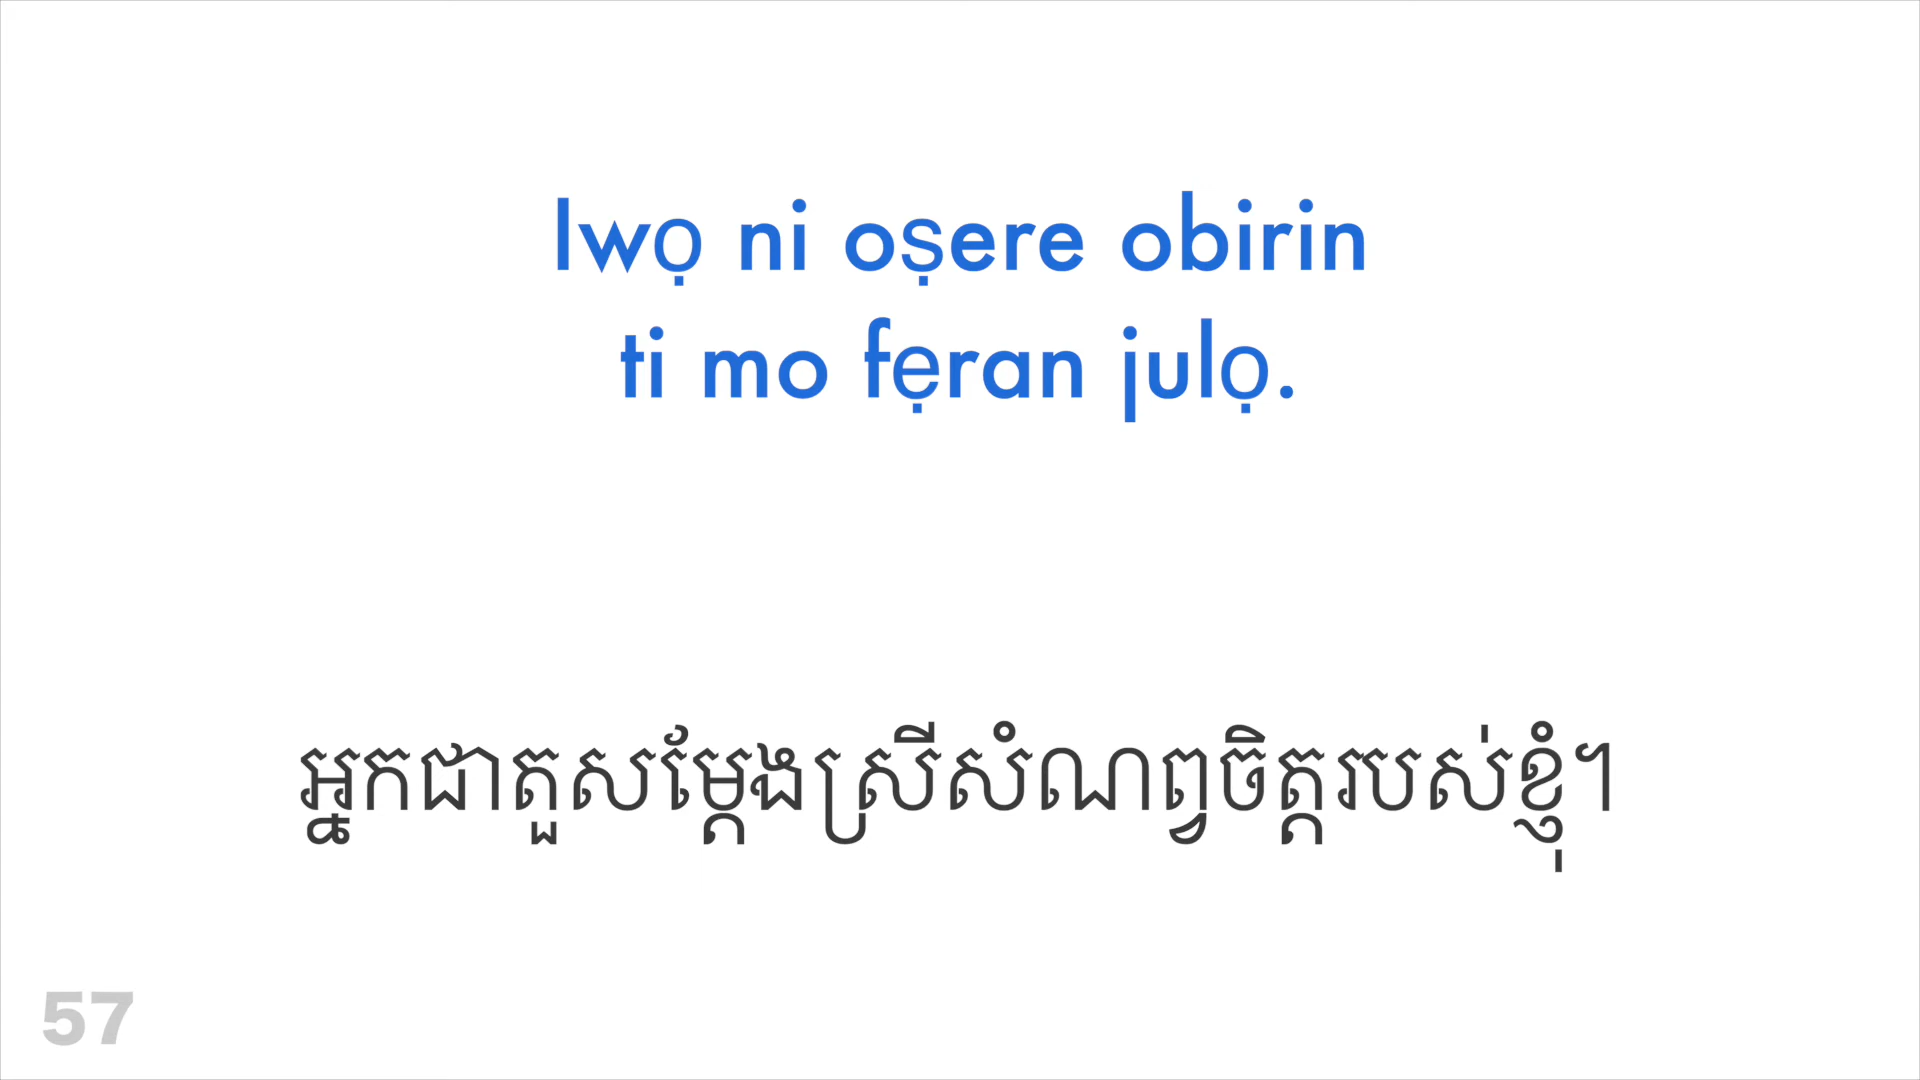 Iwọ ni oṣere obirin
ti mo fẹran julọ.
អ្នកជាតួសម្ដែងស្រីសំណព្វចិត្តរបស់ខ្ញុំ។
57